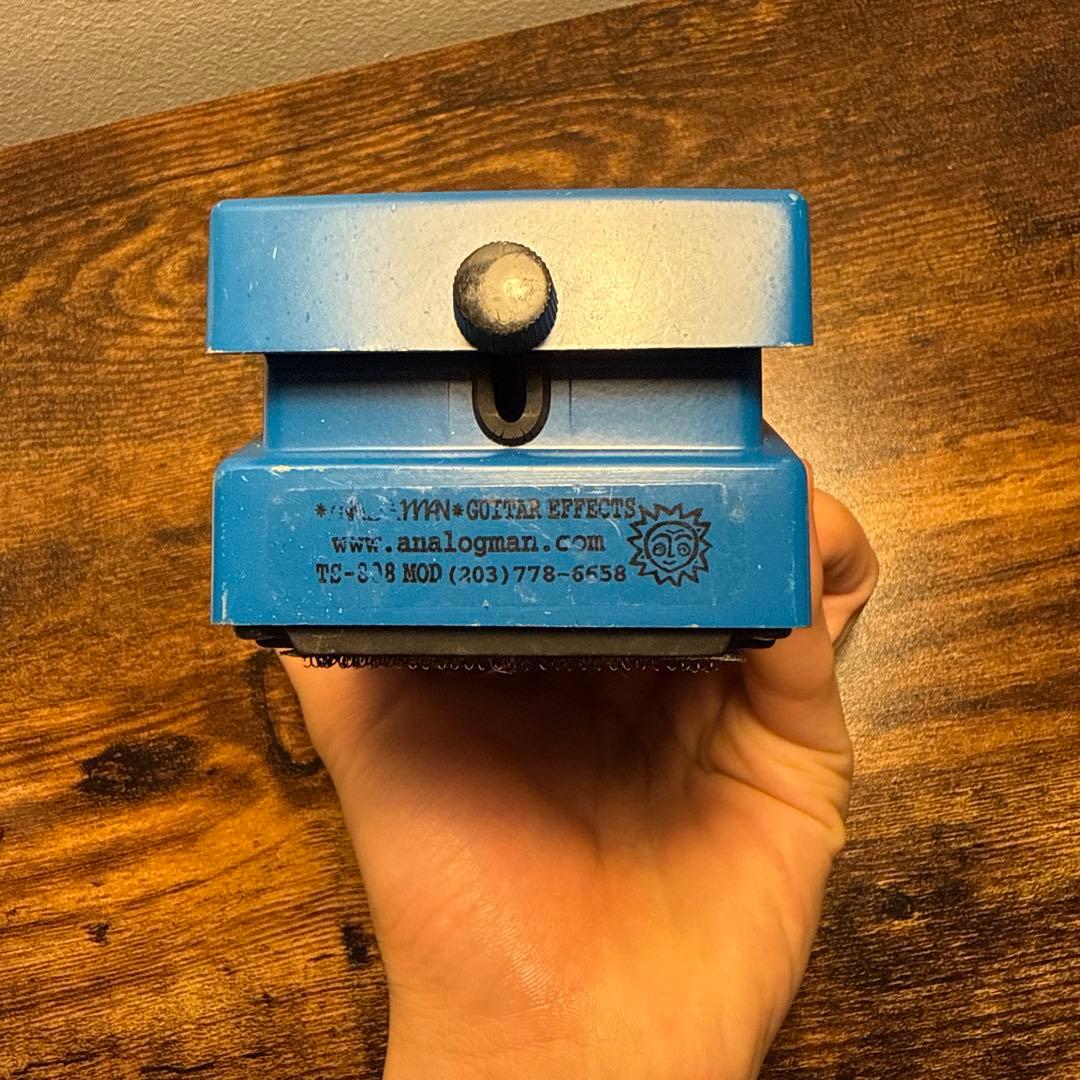 GUITAR EFFECTS
www.analogman.com
TS-808 MOD (203)778-6658